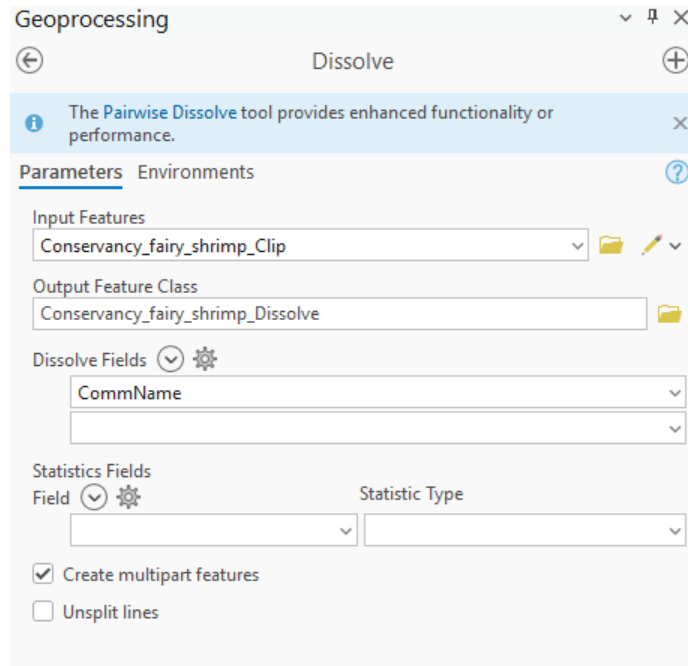 Geoprocessing
Dissolve
The Pairwise Dissolve tool provides enhanced functionality or
performance.
Parameters Environments
Input Features
Conservancy_fairy_shrimp_Clip
Output Feature Class
Conservancy_fairy_shrimp_Dissolve
Dissolve Fields
CommName
Statistics Fields
Field Statistic Type
Create multipart features
Unsplit lines